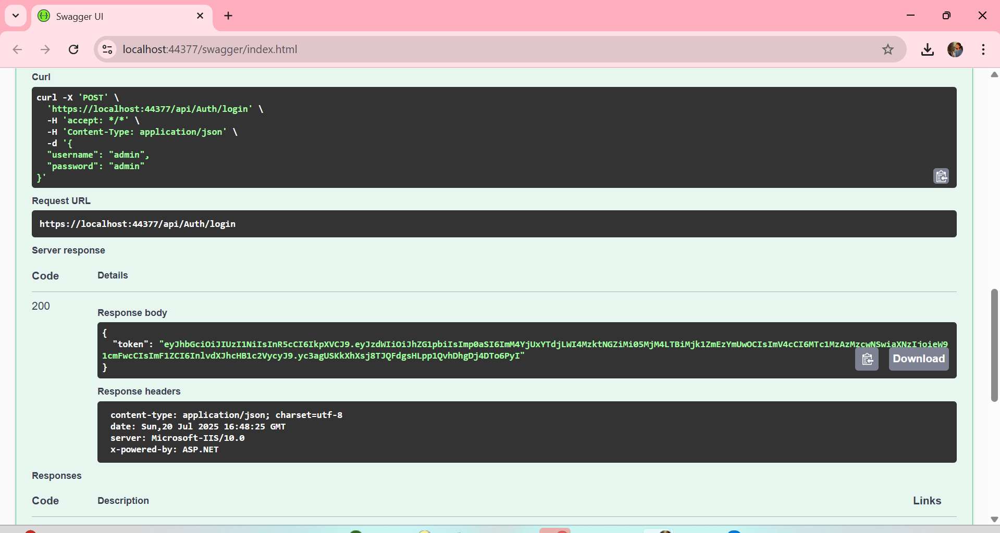 Swagger UI
localhost:44377/swagger/index.html
Curl
curl -X 'POST' \
'https://localhost:44377/api/Auth/login' \
-H 'accept: */*' \
-H 'Content-Type: application/json' \
-d '{
"username": "admin",
"password": "admin"
}'
Request URL
https://localhost:44377/api/Auth/login
Server response
Code Details
200
Response body
{
"token": "eyJhbGciOiJIUzI1NiIsInR5cCI6IkpXVCJ9.eyJzdWIiOiJhZG1pbiIsImp0aSI6ImM4YjUxYTdjLWI4MzktNGZiMi05MjM4LTBiMjk1ZmEzYmUwOCIsImV4cCI6MTc1MzAzMzcwNSwiaXNzIjoieW9
1cmFwcCIsImF1ZCI6InlvdXJhcHB1c2VycyJ9.yc3agUSKkXhXsj8TJQFdgsHLpp1QvhDhgDj4DTo6PyI"
}
Download
Response headers
content-type: application/json; charset=utf-8
date: Sun,20 Jul 2025 16:48:25 GMT
server: Microsoft-IIS/10.0
x-powered-by: ASP.NET
Responses
Code Description Links